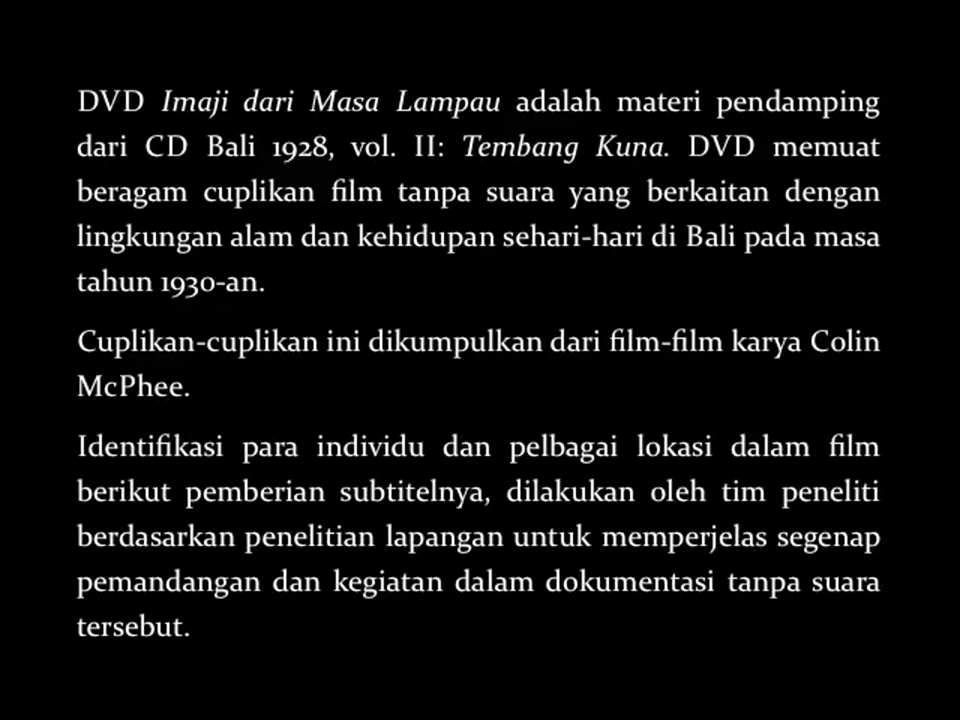 DVD Imaji dari Masa Lampau adalah materi pendamping
dari CD Bali 1928, vol. II: Tembang Kuna. DVD memuat
beragam cuplikan film tanpa suara yang berkaitan dengan
lingkungan alam dan kehidupan sehari-hari di Bali pada masa
tahun 1930-an.
Cuplikan-cuplikan ini dikumpulkan dari film-film karya Colin
McPhee.
Identifikasi para individu dan pelbagai lokasi dalam film
berikut pemberian subtitelnya, dilakukan oleh tim peneliti
berdasarkan penelitian lapangan untuk memperjelas segenap
pemandangan dan kegiatan dalam dokumentasi tanpa suara
tersebut.